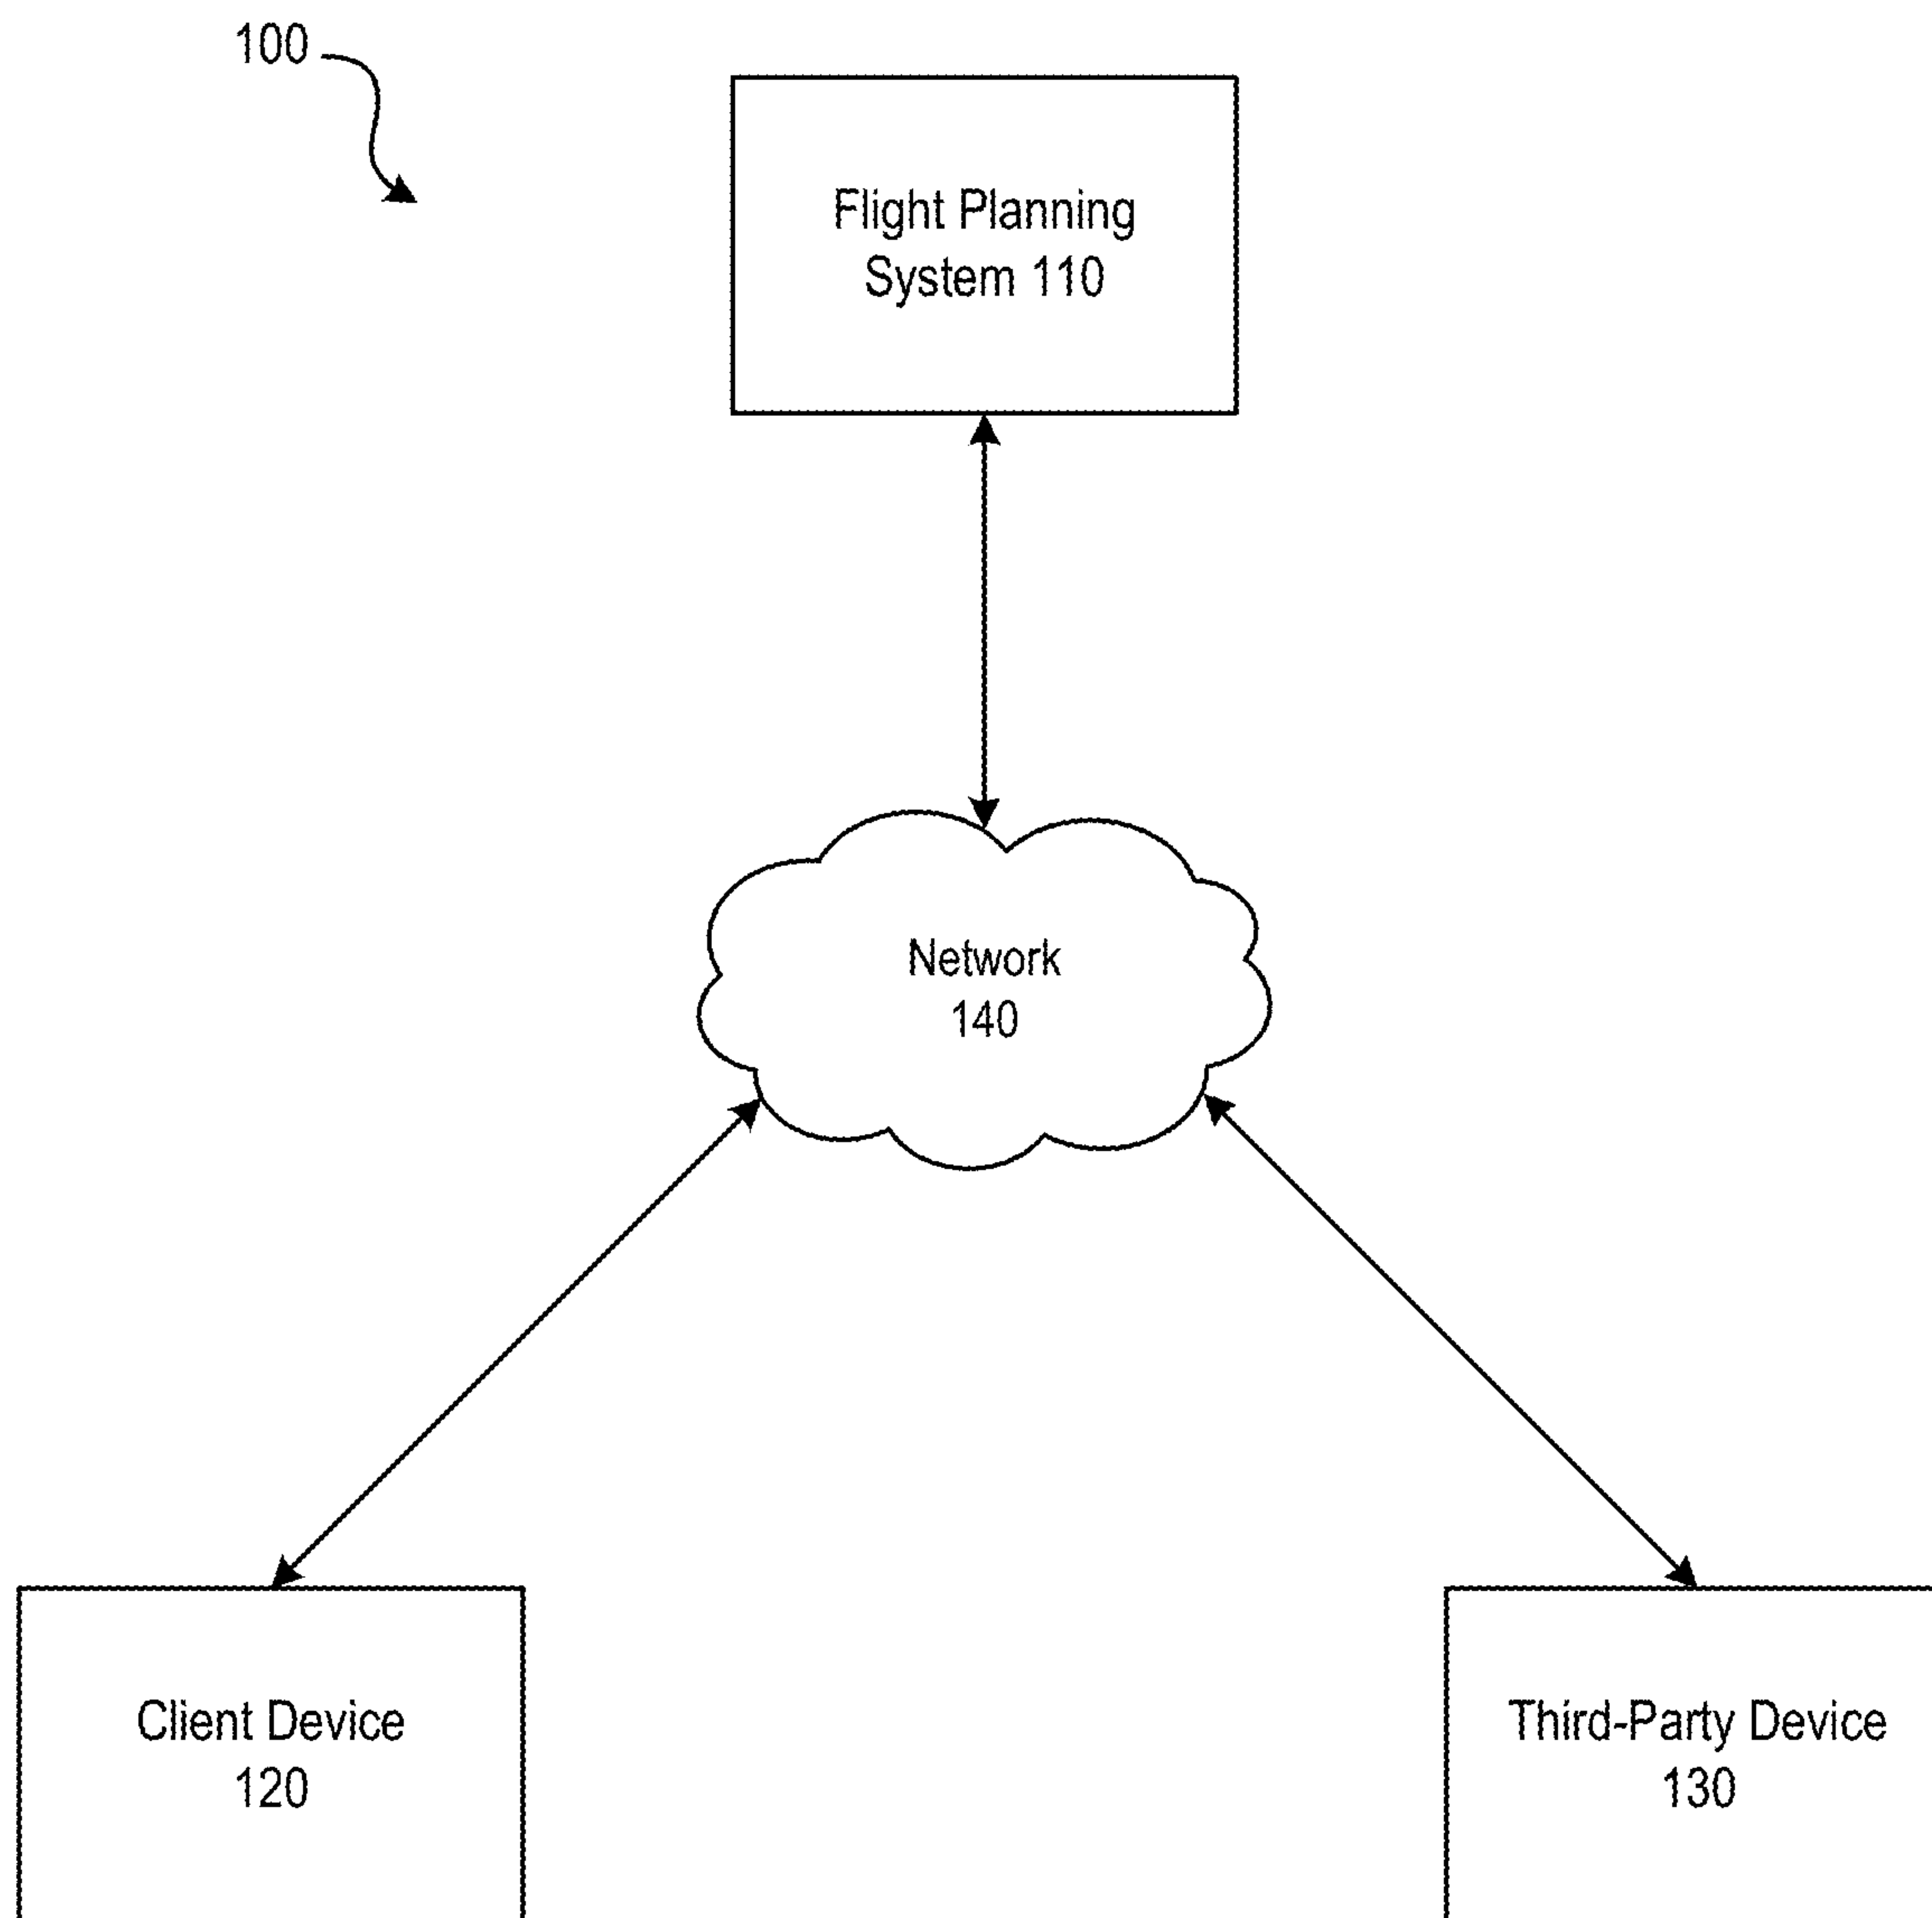 100
Flight Planning
System 110
Network
140
Client Device
120
Third-Party Device
130